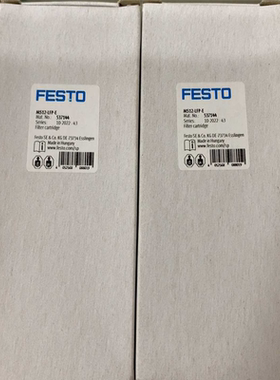 FESTO
MS12-LFP-E
Mat. No.: 537144
Series: 10-2022-43
Filter cartridge
Festo SE & Co. KG DE-73734 Esslingen
Made in Hungary
www.festo.com/sp
FESTO
MS12-LFP-E
Mat. No.: 537144
Series: 10-2022-43
Filter cartridge
Festo SE & Co. KG DE-73734 Esslingen
Made in Hungary
www.festo.com/sp